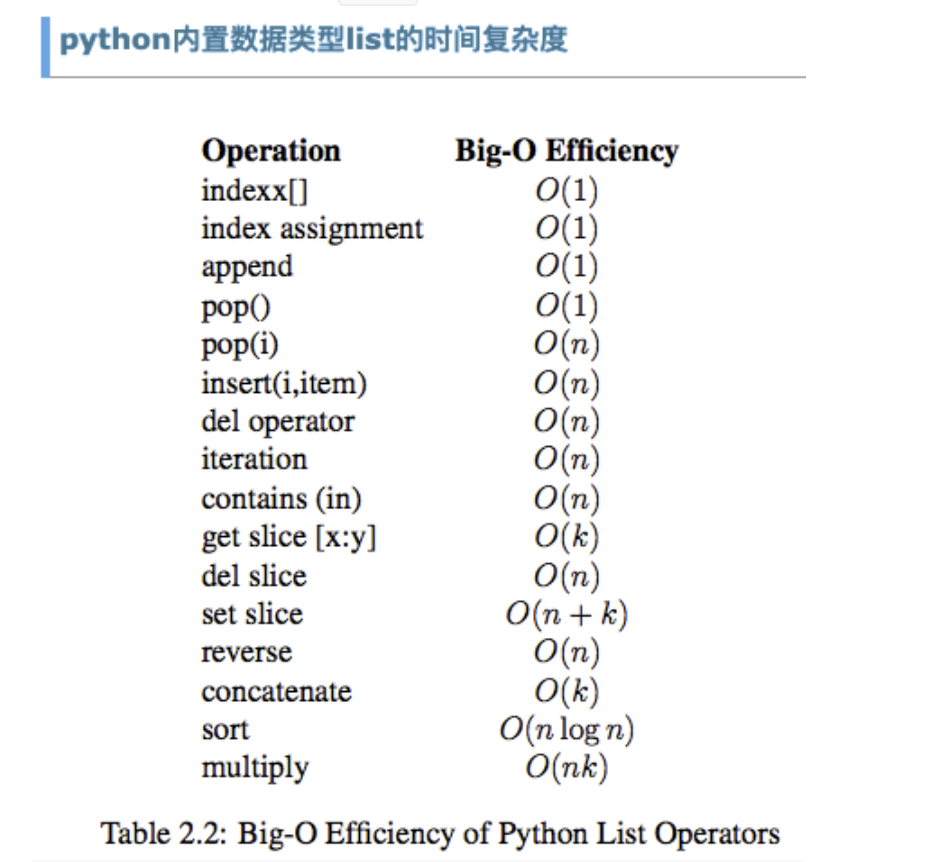 python内置数据类型list的时间复杂度
Operation Big-O Efficiency
indexx[] O(1)
index assignment O(1)
append O(1)
pop() O(1)
pop(i) O(n)
insert(i,item) O(n)
del operator O(n)
iteration O(n)
contains (in) O(n)
get slice [x:y] O(k)
del slice O(n)
set slice O(n + k)
reverse O(n)
concatenate O(k)
sort O(n log n)
multiply O(nk)
Table 2.2: Big-O Efficiency of Python List Operators